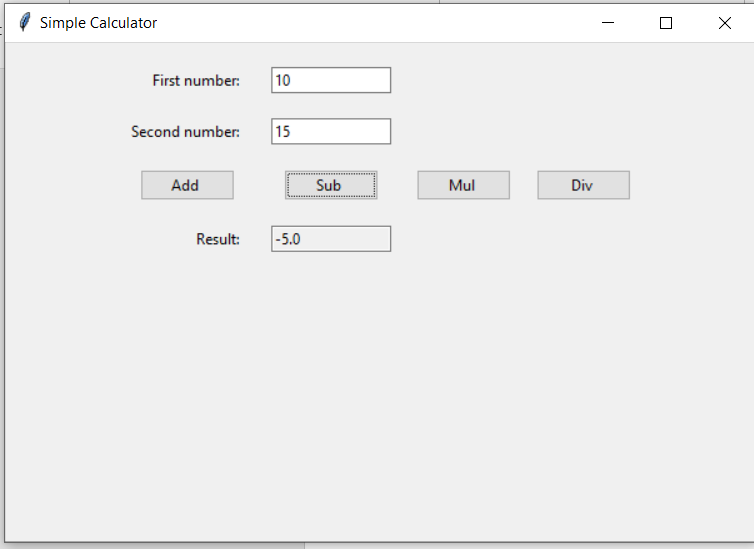 Simple Calculator
First number: 10
Second number: 15
Add Sub Mul Div
Result: -5.0